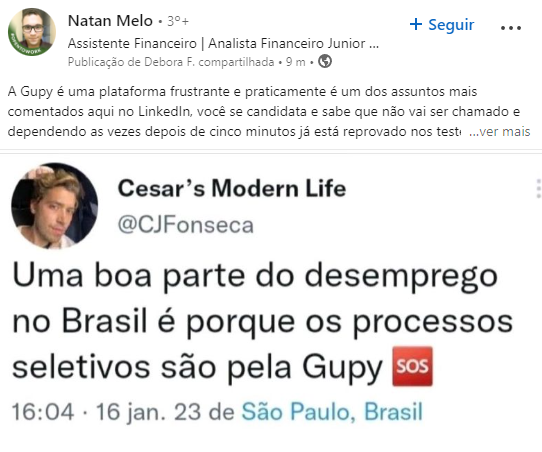 Natan Melo • 3º+
+ Seguir
Assistente Financeiro | Analista Financeiro Junior ...
Publicação de Debora F. compartilhada • 9 m •
A Gupy é uma plataforma frustrante e praticamente é um dos assuntos mais
comentados aqui no LinkedIn, você se candidata e sabe que não vai ser chamado e
dependendo as vezes depois de cinco minutos já está reprovado nos teste ...ver mais
Cesar's Modern Life
@CJFonseca
Uma boa parte do desemprego
no Brasil é porque os processos
seletivos são pela Gupy 🆘
16:04 · 16 jan. 23 de São Paulo, Brasil